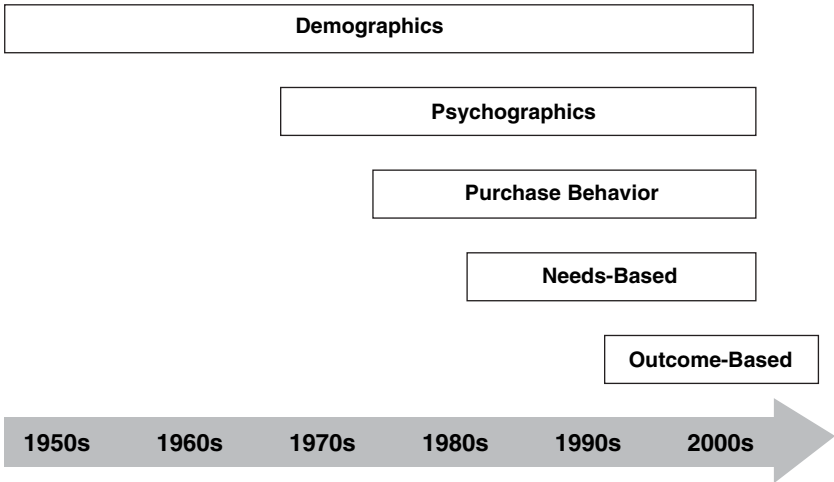 Demographics
Psychographics
Purchase Behavior
Needs-Based
Outcome-Based
1950s 1960s 1970s 1980s 1990s 2000s